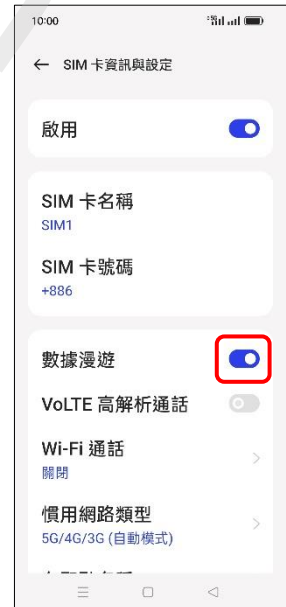 10:00
← SIM 卡資訊與設定
啟用
SIM 卡名稱
SIM1
SIM 卡號碼
+886
數據漫遊
VoLTE 高解析通話
Wi-Fi 通話
關閉
慣用網路類型
5G/4G/3G (自動模式)